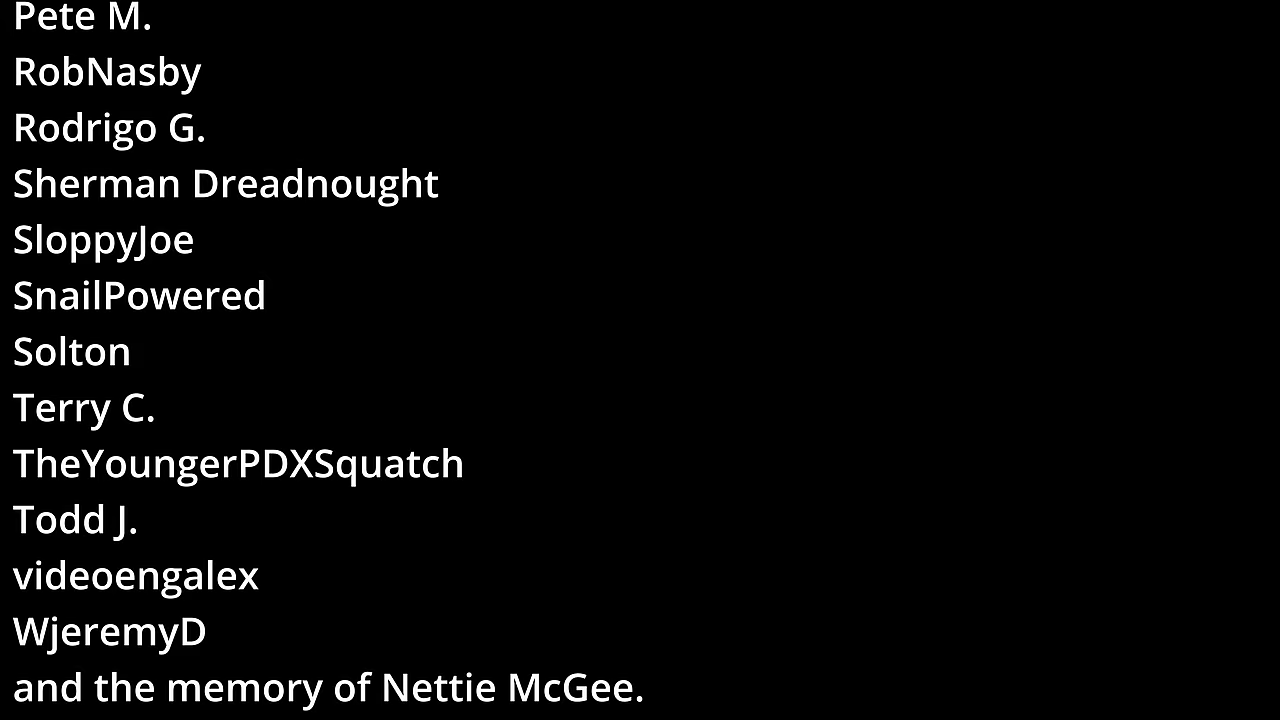 Pete M.
RobNasby
Rodrigo G.
Sherman Dreadnought
SloppyJoe
SnailPowered
Solton
Terry C.
TheYoungerPDXSquatch
Todd J.
videoengalex
WjeremyD
and the memory of Nettie McGee.